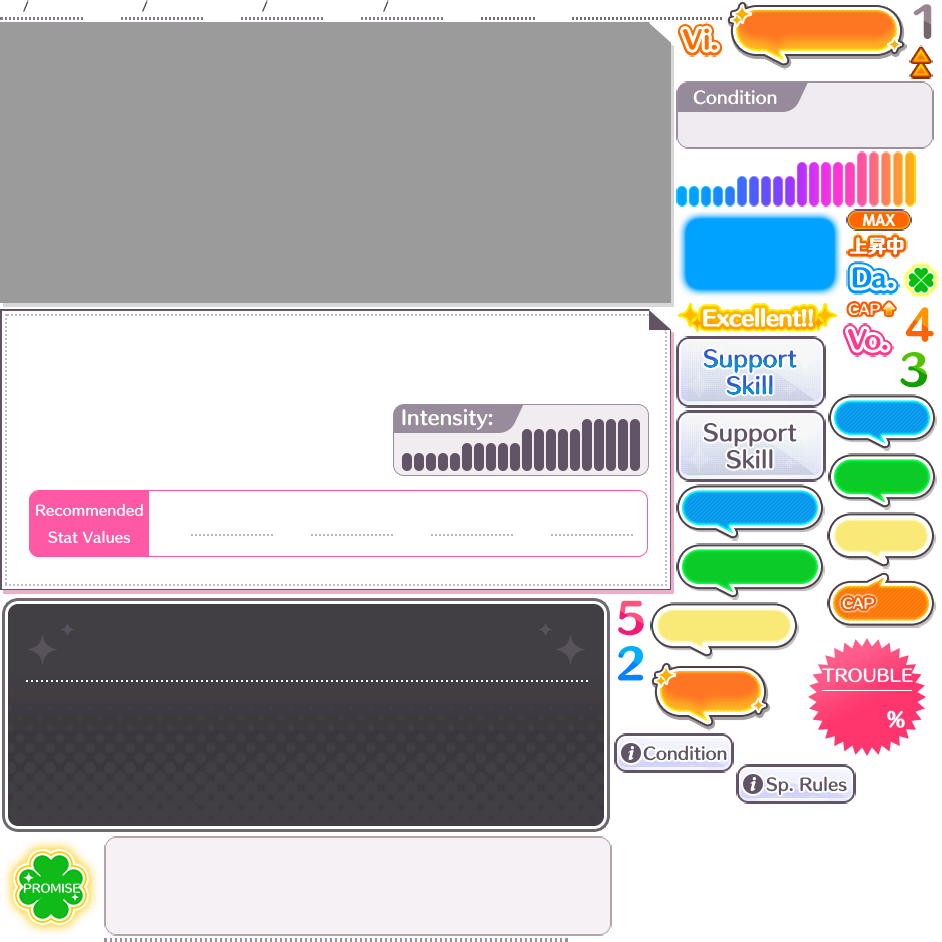 / / / /
Vi.
1
Condition
MAX
上昇中
Da.
Excellent!!
CAP
4
Vo.
3
Support
Skill
Intensity:
Support
Skill
Recommended
Stat Values
CAP
5
2
TROUBLE
%
Condition
Sp. Rules
PROMISE